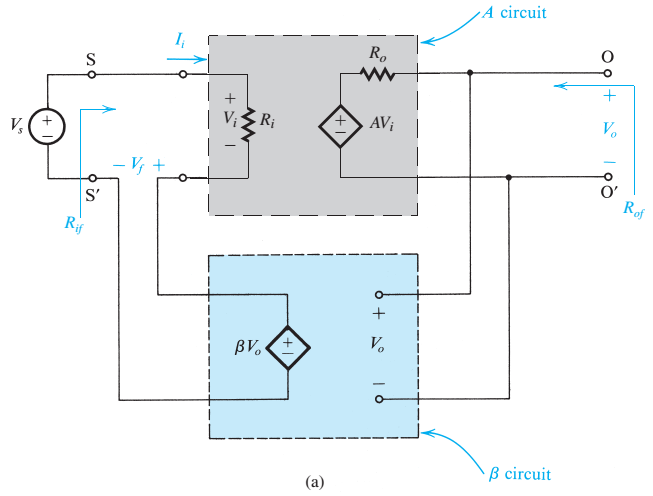 A circuit
I_i
R_o
S
O
+
+
+
+
V_s
V_i
R_i
AV_i
V_o
−
−
−
− V_f +
−
S′
O′
R_if
R_of
+
βV_o
+
−
V_o
−
β circuit
(a)